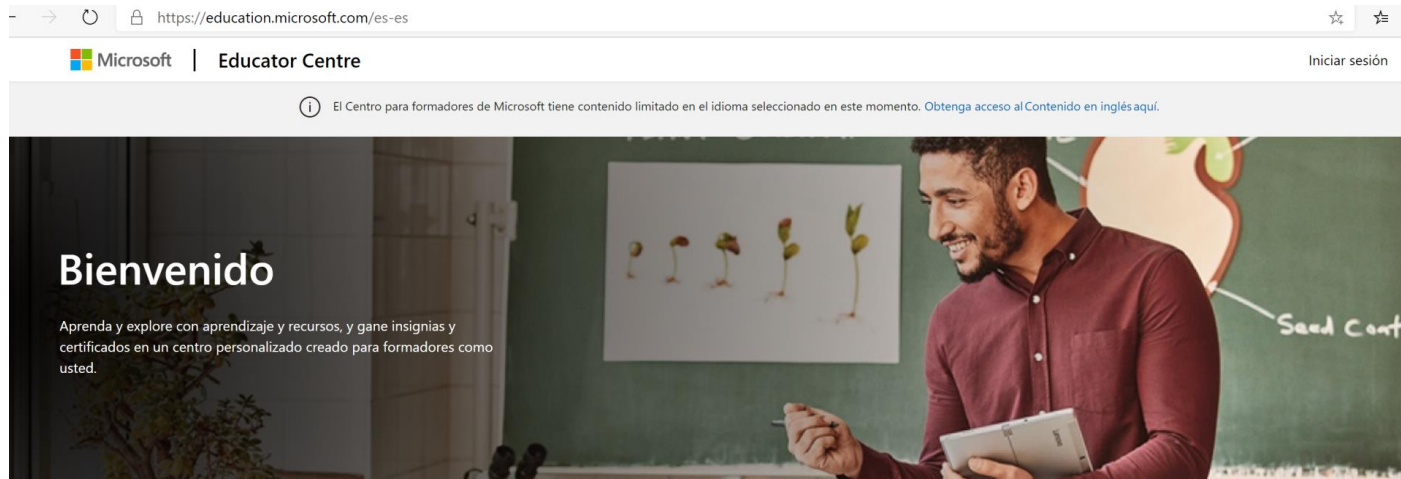 https://education.microsoft.com/es-es
Microsoft | Educator Centre
Iniciar sesión
El Centro para formadores de Microsoft tiene contenido limitado en el idioma seleccionado en este momento. Obtenga acceso al Contenido en inglés aquí.
Bienvenido
Aprenda y explore con aprendizaje y recursos, y gane insignias y
certificados en un centro personalizado creado para formadores como
usted.
Seed
Lenovo